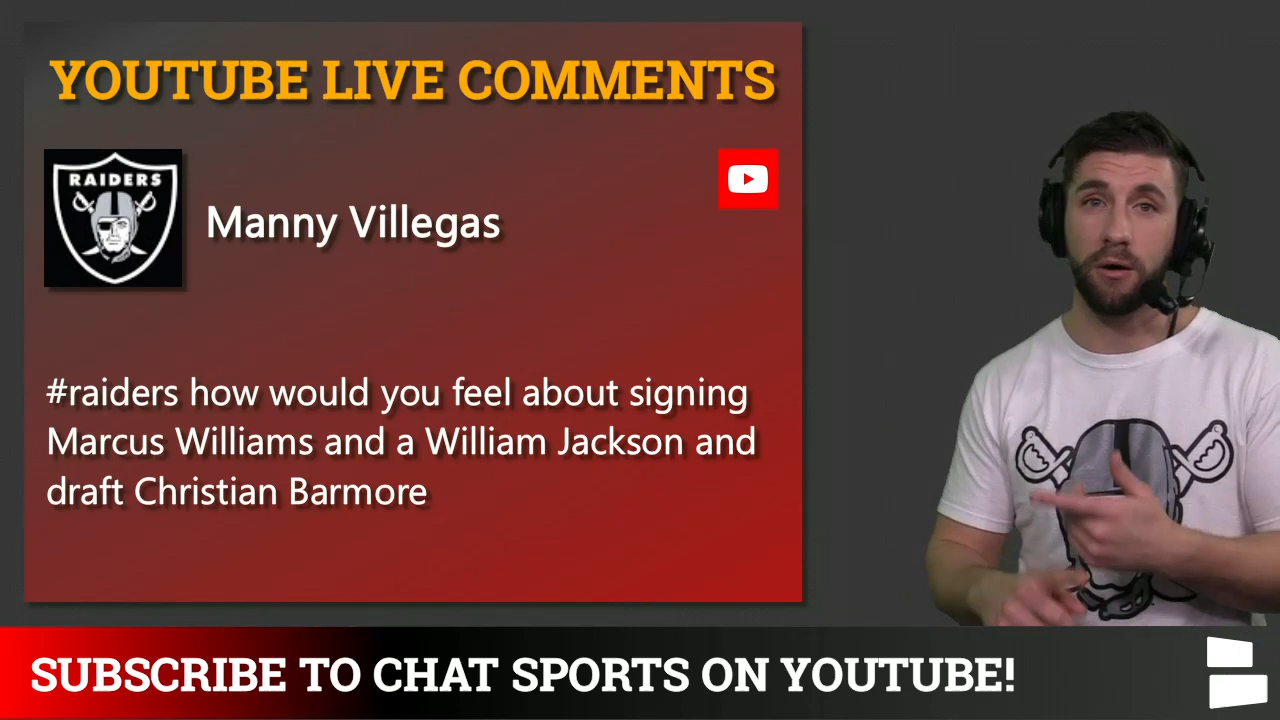 YOUTUBE LIVE COMMENTS
RAIDERS
Manny Villegas
#raiders how would you feel about signing
Marcus Williams and a William Jackson and
draft Christian Barmore
SUBSCRIBE TO CHAT SPORTS ON YOUTUBE!